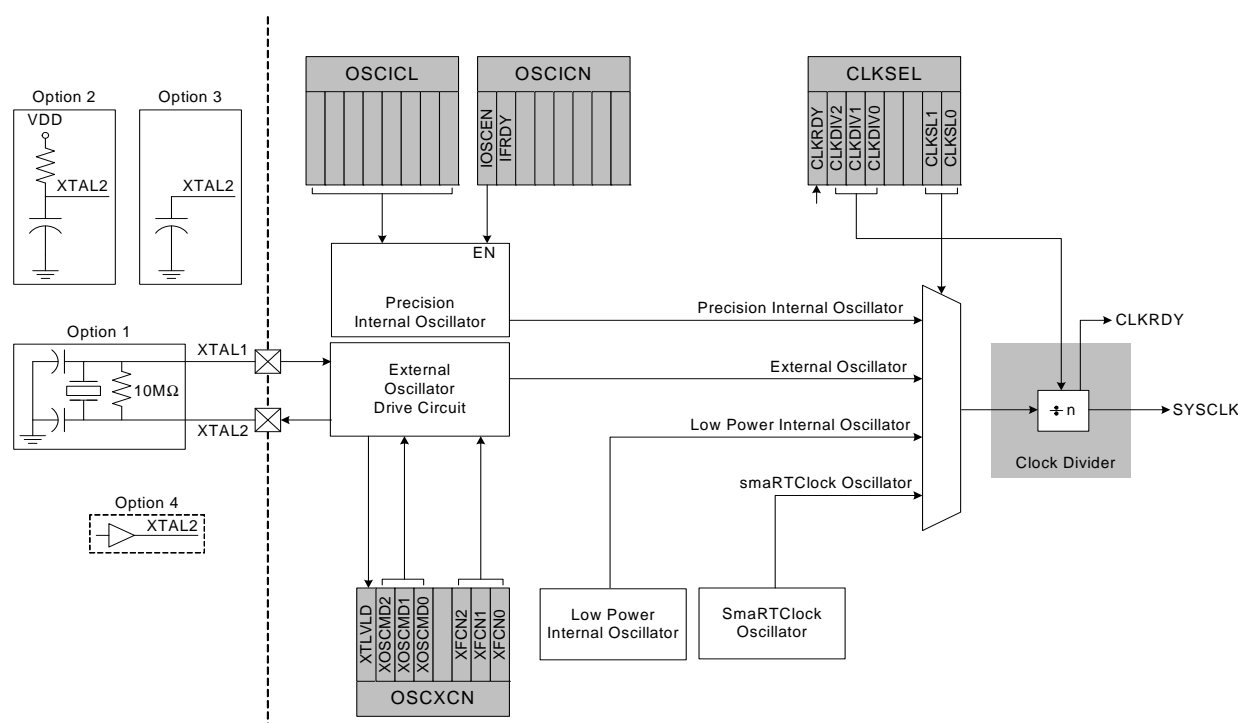 OSCICL
OSCICN
CLKSEL
IOSCEN
IFRDY
CLKRDY
CLKDIV2
CLKDIV1
CLKDIV0
CLKSL1
CLKSL0
Option 2
Option 3
VDD
XTAL2
XTAL2
EN
Precision
Internal Oscillator
Precision Internal Oscillator
CLKRDY
Option 1
XTAL1
10MΩ
XTAL2
External
Oscillator
Drive Circuit
External Oscillator
÷ n
SYSCLK
Low Power Internal Oscillator
Clock Divider
smaRTClock Oscillator
Option 4
XTAL2
XTLVLD
XOSCMD2
XOSCMD1
XOSCMD0
XFCN2
XFCN1
XFCN0
OSCXCN
Low Power
Internal Oscillator
SmaRTClock
Oscillator